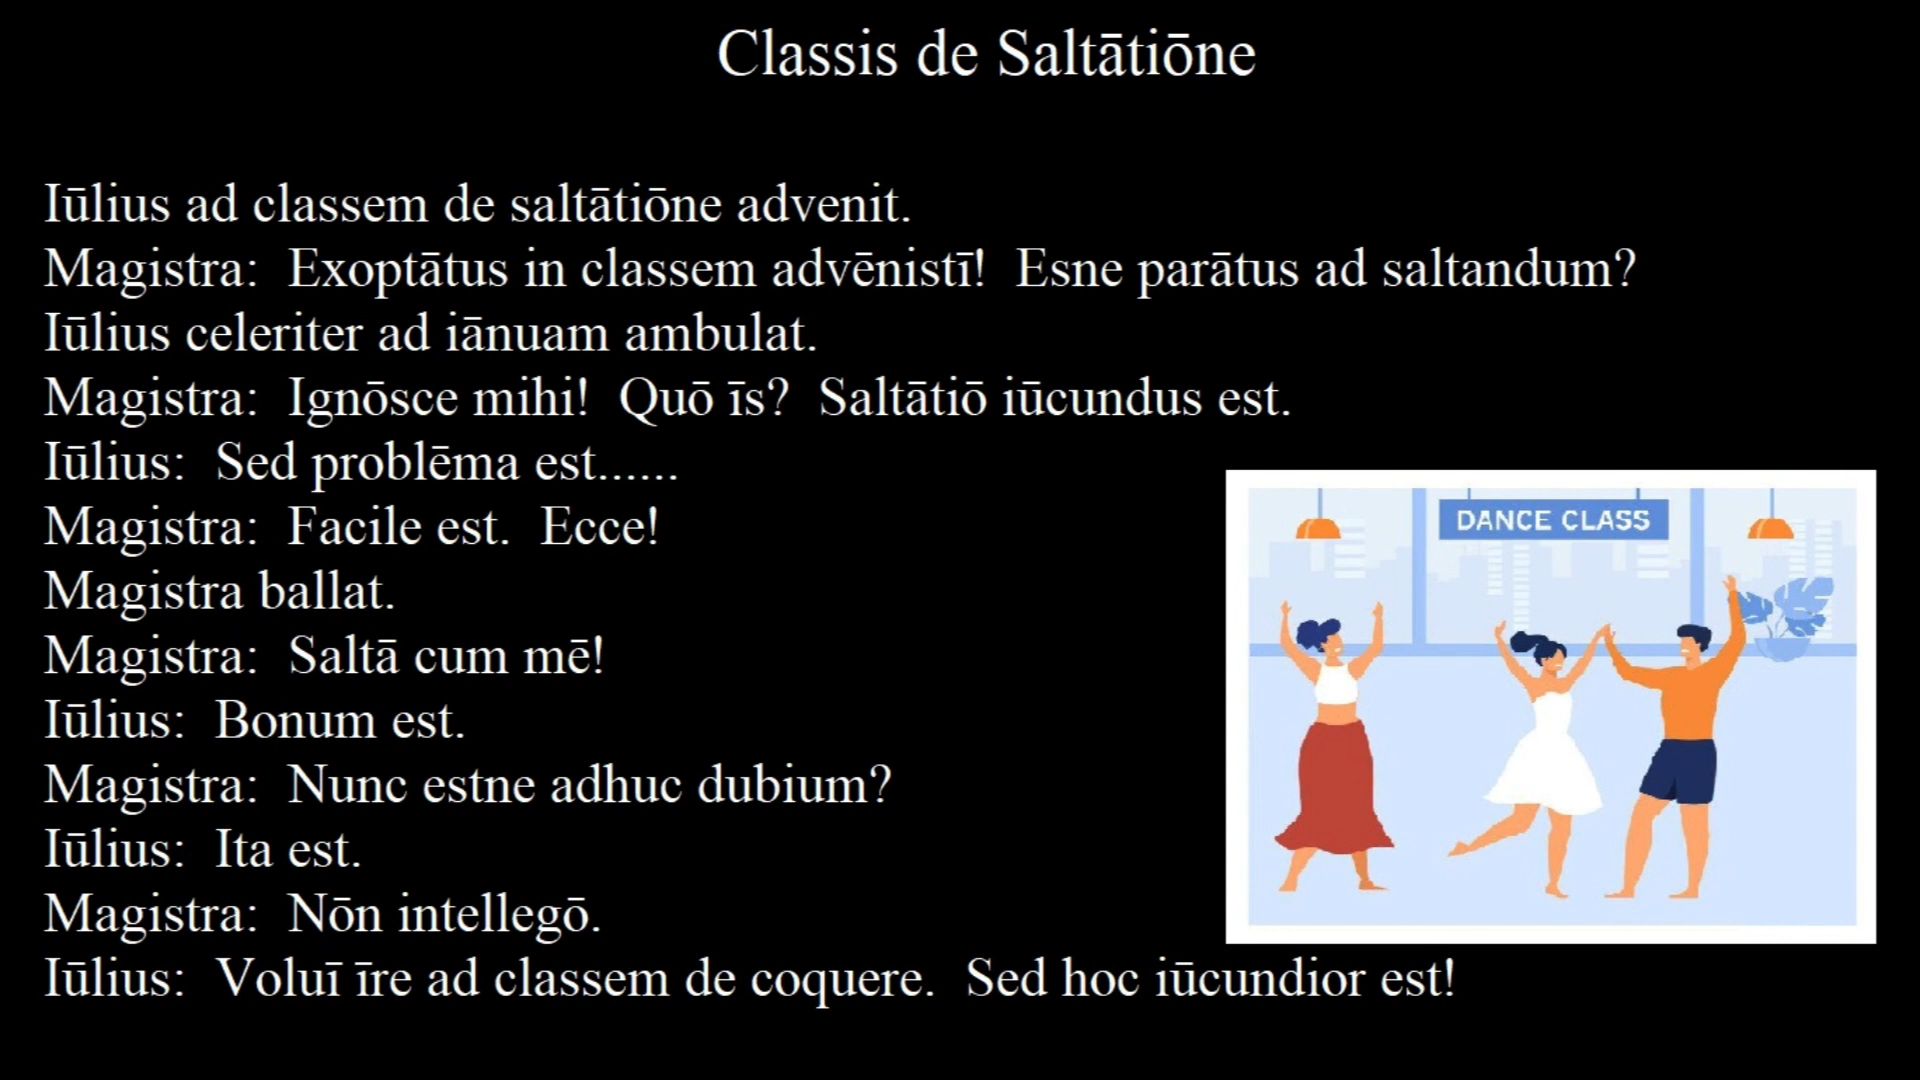 Classis de Saltātiōne
Iūlius ad classem de saltātiōne advenit.
Magistra:  Exoptātus in classem advēnistī!  Esne parātus ad saltandum?
Iūlius celeriter ad iānuam ambulat.
Magistra:  Ignōsce mihi!  Quō īs?  Saltātiō iūcundus est.
Iūlius:  Sed problēma est......
Magistra:  Facile est.  Ecce!
Magistra ballat.
Magistra:  Saltā cum mē!
Iūlius:  Bonum est.
Magistra:  Nunc estne adhuc dubium?
Iūlius:  Ita est.
Magistra:  Nōn intellegō.
Iūlius:  Voluī īre ad classem de coquere.  Sed hoc iūcundior est!
DANCE CLASS